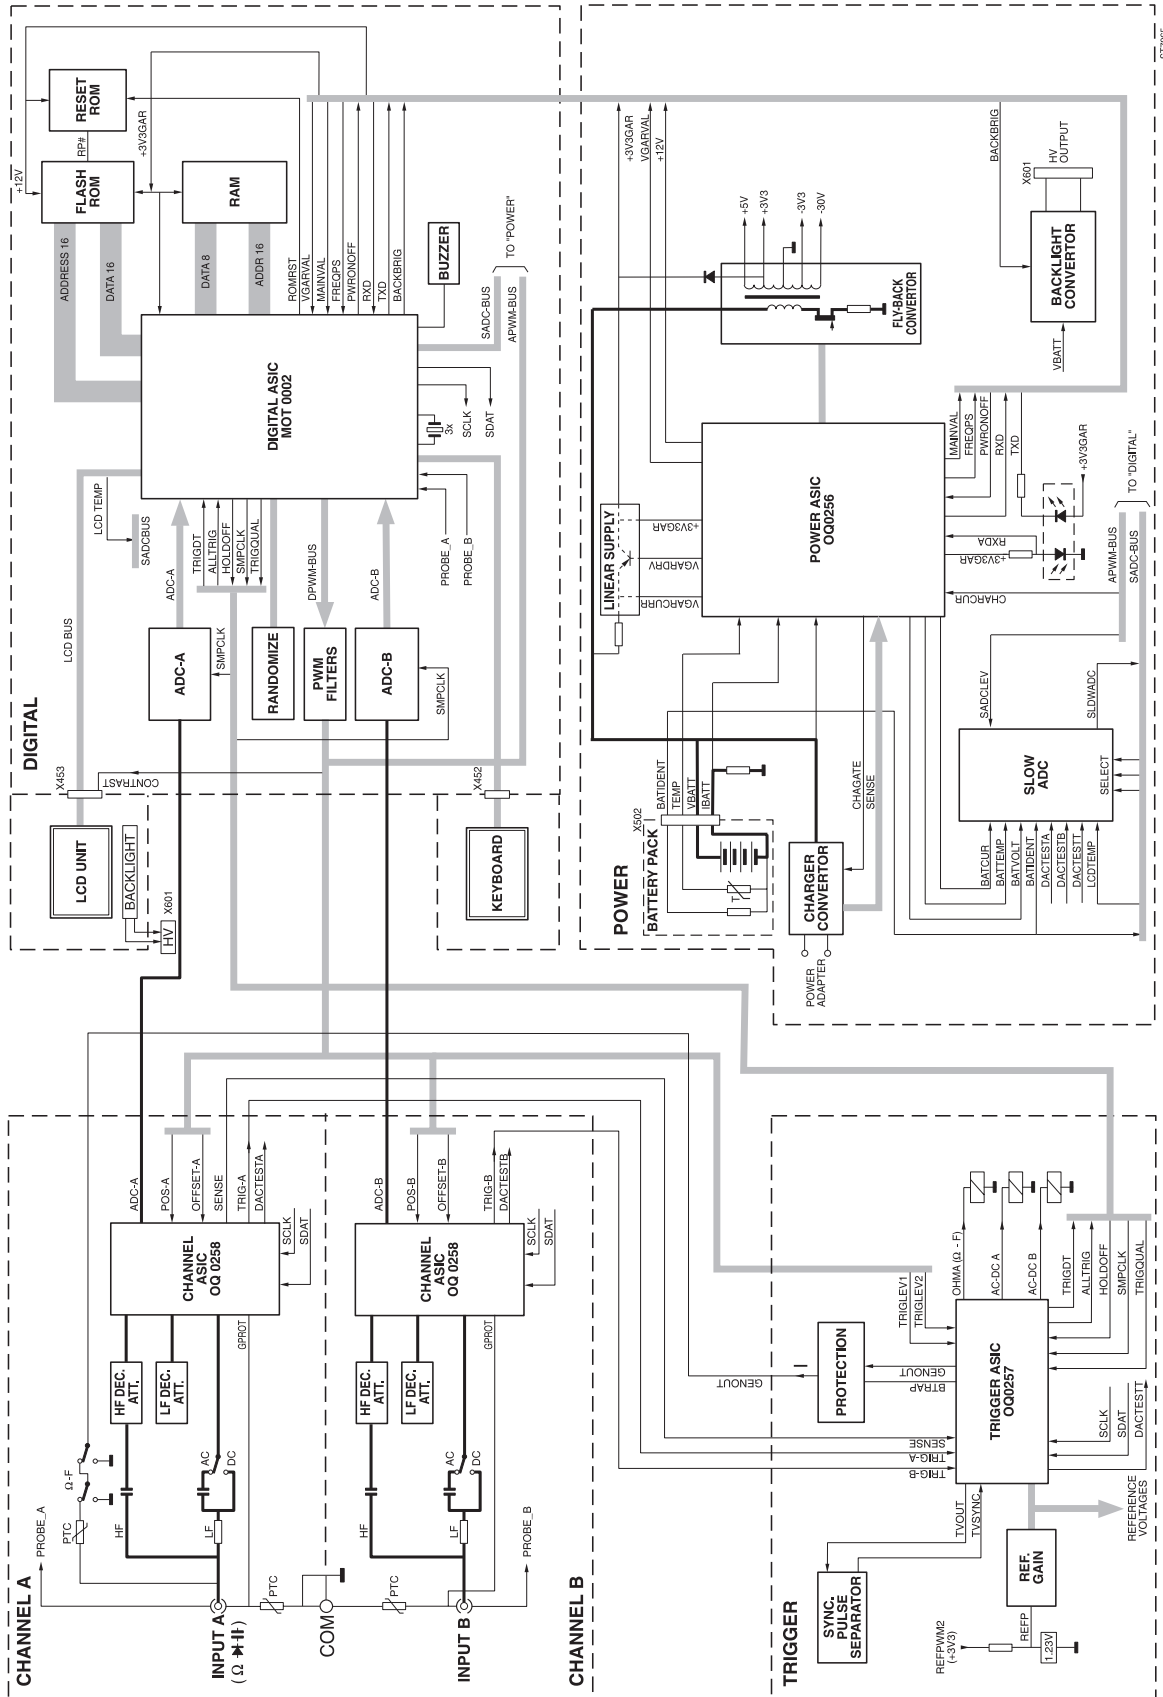 DIGITAL
RESET
ROM
RP#
+12V
FLASH
ROM
+3V3GAR
RAM
ADDRESS 16
DATA 16
DATA 8
ADDR 16
ROMRST
VGARVAL
MAINVAL
FREQPS
PWRONOFF
RXD
TXD
BACKBRIG
BUZZER
TO "POWER"
SADC-BUS
APWM-BUS
DIGITAL ASIC
MOT 0002
3x
SCLK
SDAT
LCD TEMP
SADCBUS
LCD BUS
ADC-A
TRIGDT
ALLTRIG
HOLDOFF
SMPCLK
TRIGQUAL
DPWM-BUS
ADC-B
PROBE_A
PROBE_B
ADC-A
SMPCLK
RANDOMIZE
PWM
FILTERS
ADC-B
SMPCLK
X453
CONTRAST
X452
LCD UNIT
BACKLIGHT
X601
HV
KEYBOARD
POWER
+3V3GAR
VGARVAL
+12V
BACKBRIG
X601
HV
OUTPUT
BACKLIGHT
CONVERTOR
VBATT
+5V
+3V3
-3V3
-30V
FLY-BACK
CONVERTOR
LINEAR SUPPLY
+3V3GAR
VGARDRV
VGARCURR
POWER ASIC
OQ0256
MAINVAL
FREQPS
PWRONOFF
RXD
TXD
+3V3GAR
RXDA
+3V3GAR
CHARCUR
TO "DIGITAL"
APWM-BUS
SADC-BUS
SADCLEV
SLDWADC
SLOW
ADC
SELECT
BATCUR
BATTEMP
BATVOLT
BATIDENT
DACTESTA
DACTESTB
DACTESTT
LCDTEMP
CHAGATE
SENSE
BATIDENT
TEMP
VBATT
IBATT
X502
BATTERY PACK
T
CHARGER
CONVERTOR
POWER
ADAPTER
CHANNEL A
ADC-A
POS-A
OFFSET-A
SENSE
TRIG-A
DACTESTA
CHANNEL
ASIC
OQ 0258
SCLK
SDAT
GPROT
HF DEC.
ATT.
LF DEC.
ATT.
AC
DC
Ω-F
PTC
HF
LF
PROBE_A
PTC
INPUT A
(Ω )
COM
CHANNEL B
ADC-B
POS-B
OFFSET-B
TRIG-B
DACTESTB
CHANNEL
ASIC
OQ 0258
SCLK
SDAT
GPROT
HF DEC.
ATT.
LF DEC.
ATT.
AC
DC
HF
LF
PTC
PROBE_B
INPUT B
TRIGGER
OHMA (Ω - F)
AC-DC A
AC-DC B
TRIGDT
ALLTRIG
HOLDOFF
SMPCLK
TRIGQUAL
TRIGLEV1
TRIGLEV2
GENOUT
PROTECTION
GENOUT
BTRAP
TRIGGER ASIC
OQ0257
SENSE
TRIG-A
TRIG-B
SCLK
SDAT
DACTESTT
TVOUT
TVSYNC
SYNC.
PULSE
SEPARATOR
REF.
GAIN
REFERENCE
VOLTAGES
REFP
REFPWM2
(+3V3)
1.23V